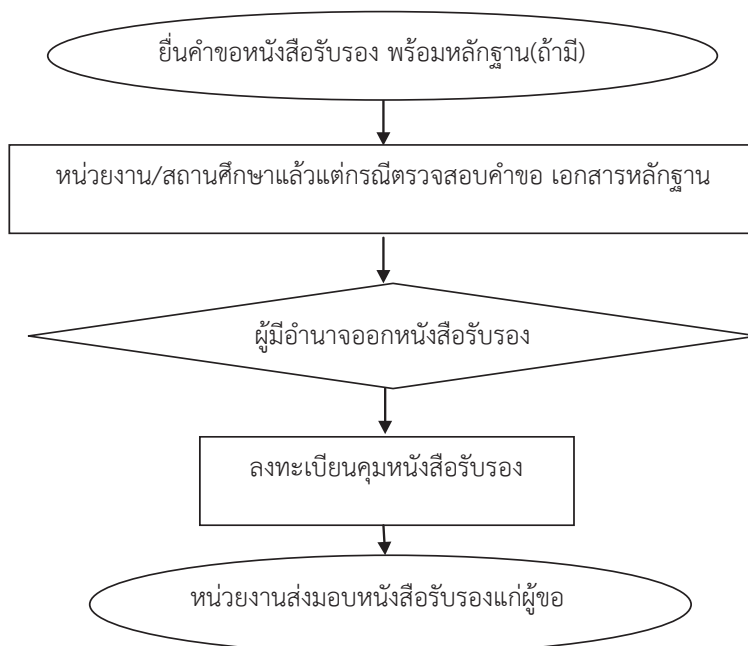 ยื่นคำขอหนังสือรับรอง พร้อมหลักฐาน(ถ้ามี)
หน่วยงาน/สถานศึกษาแล้วแต่กรณีตรวจสอบคำขอ เอกสารหลักฐาน
ผู้มีอำนาจออกหนังสือรับรอง
ลงทะเบียนคุมหนังสือรับรอง
หน่วยงานส่งมอบหนังสือรับรองแก่ผู้ขอ